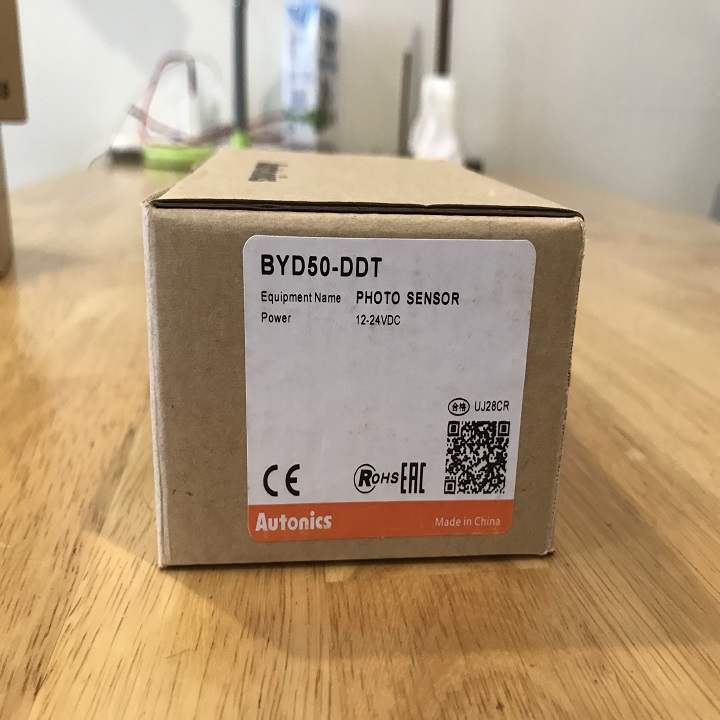 BYD50-DDT
Equipment Name PHOTO SENSOR
Power 12-24VDC
合格 UJ28CR
CE RoHS EAC
Autonics Made in China